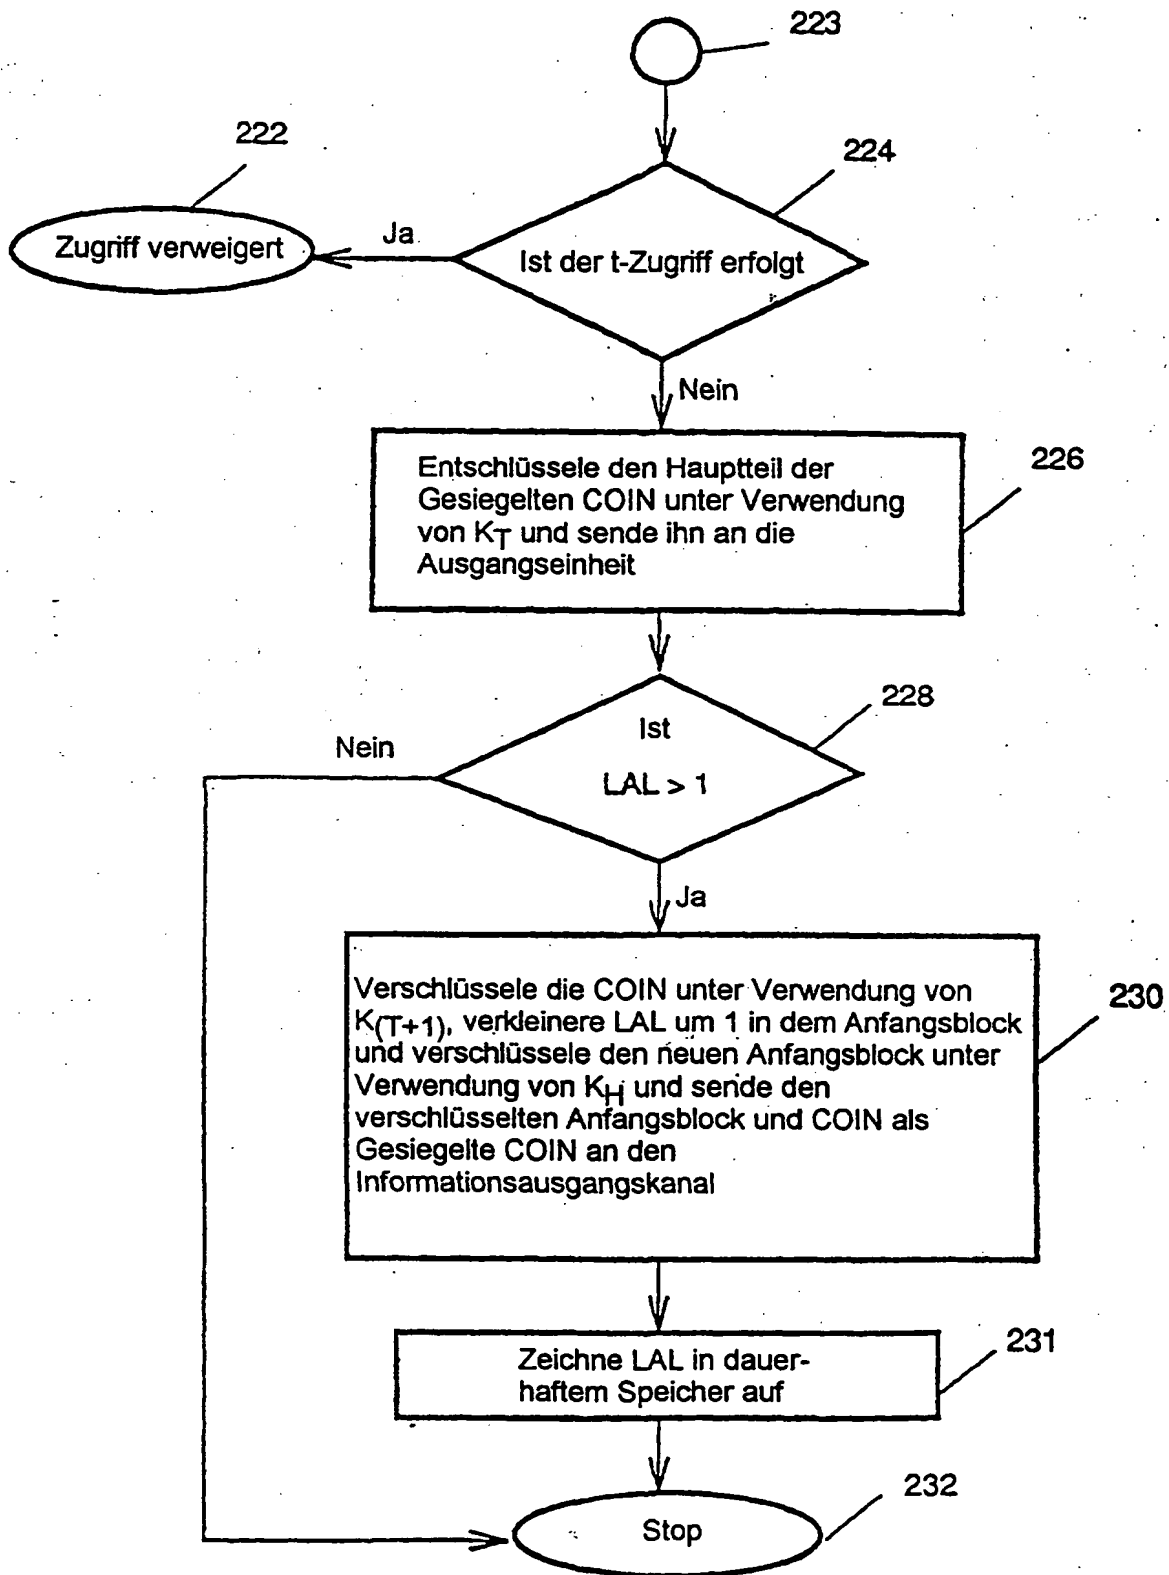 223
222
224
Zugriff verweigert
Ja
Ist der t-Zugriff erfolgt
Nein
226
Entschlüssele den Hauptteil der
Gesiegelten COIN unter Verwendung
von KT und sende ihn an die
Ausgangseinheit
228
Nein
Ist
LAL > 1
Ja
230
Verschlüssele die COIN unter Verwendung von
K(T+1), verkleinere LAL um 1 in dem Anfangsblock
und verschlüssele den neuen Anfangsblock unter
Verwendung von KH und sende den
verschlüsselten Anfangsblock und COIN als
Gesiegelte COIN an den
Informationsausgangskanal
231
Zeichne LAL in dauer-
haftem Speicher auf
232
Stop